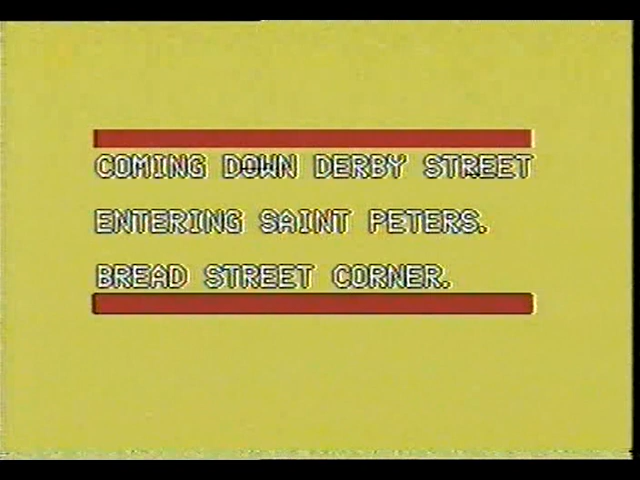 COMING DOWN DERBY STREET
ENTERING SAINT PETERS.
BREAD STREET CORNER.